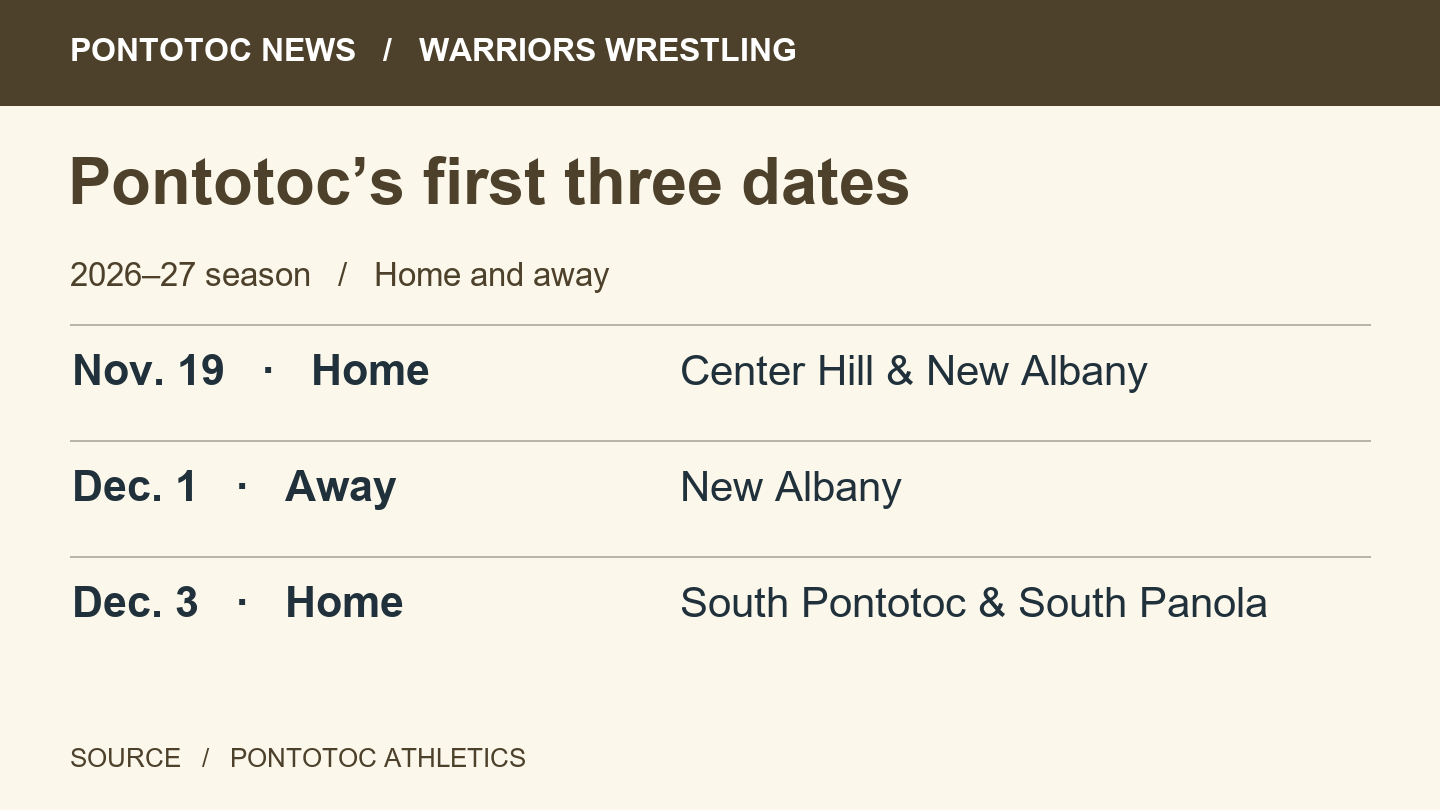 PONTOTOC NEWS / WARRIORS WRESTLING
Pontotoc’s first three dates
2026–27 season / Home and away
Nov. 19 · Home Center Hill & New Albany
Dec. 1 · Away New Albany
Dec. 3 · Home South Pontotoc & South Panola
SOURCE / PONTOTOC ATHLETICS